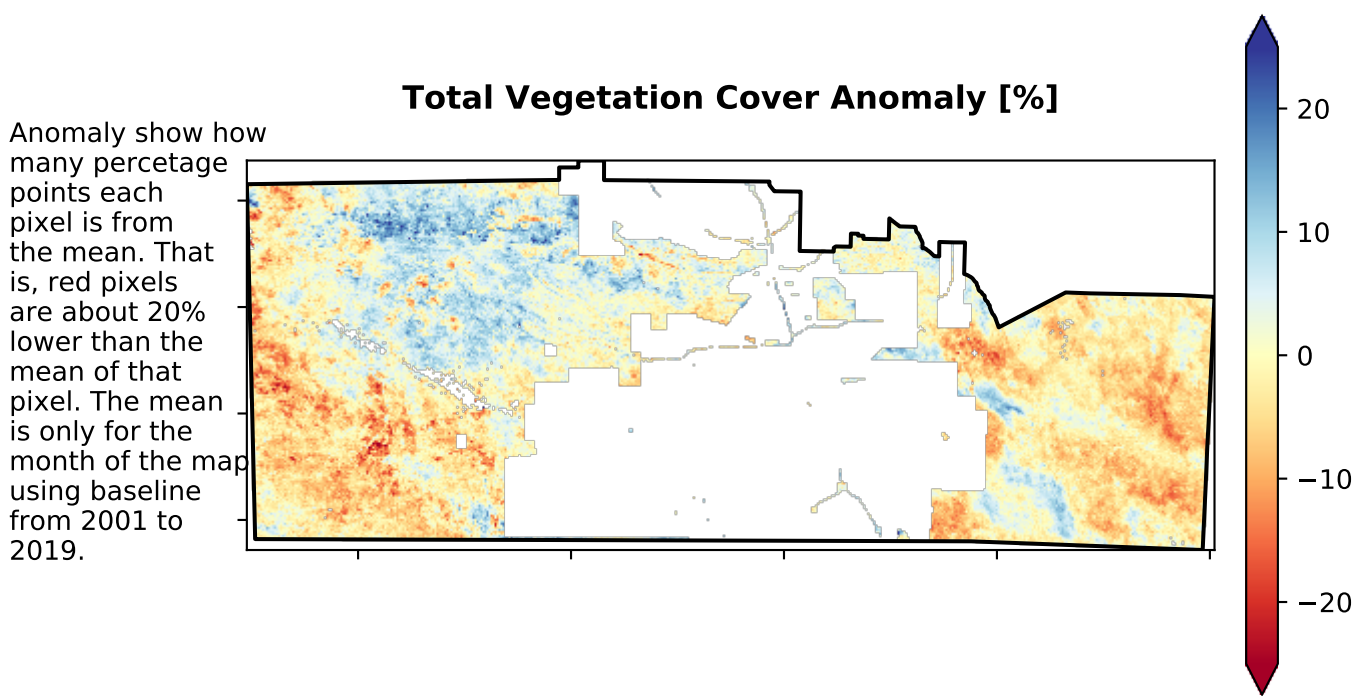 Total Vegetation Cover Anomaly [%]
Anomaly show how
many percetage
points each
pixel is from
the mean. That
is, red pixels
are about 20%
lower than the
mean of that
pixel. The mean
is only for the
month of the map
using baseline
from 2001 to
2019.
20
10
0
−10
−20